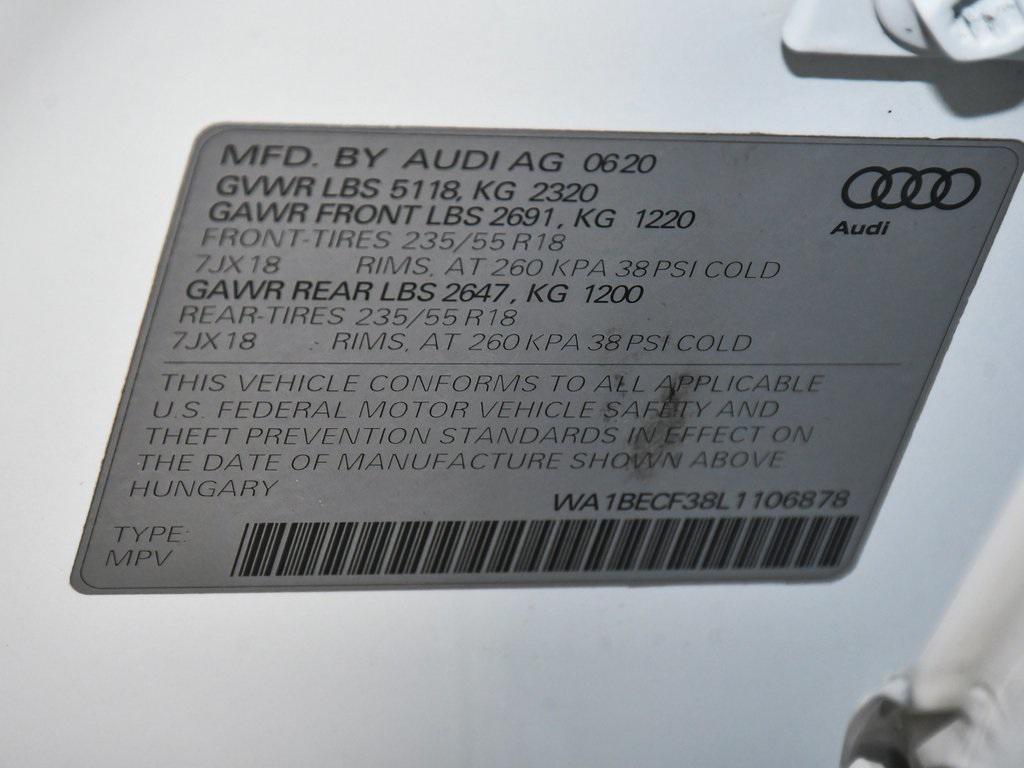 MFD. BY AUDI AG 0620
GVWR LBS 5118, KG 2320
GAWR FRONT LBS 2691, KG 1220
FRONT-TIRES 235/55 R18
7JX18 RIMS, AT 260 KPA 38 PSI COLD
GAWR REAR LBS 2647, KG 1200
REAR-TIRES 235/55 R18
7JX18 RIMS, AT 260 KPA 38 PSI COLD
Audi
THIS VEHICLE CONFORMS TO ALL APPLICABLE
U.S. FEDERAL MOTOR VEHICLE SAFETY AND
THEFT PREVENTION STANDARDS IN EFFECT ON
THE DATE OF MANUFACTURE SHOWN ABOVE
HUNGARY
WA1BECF38L1106878
TYPE:
MPV